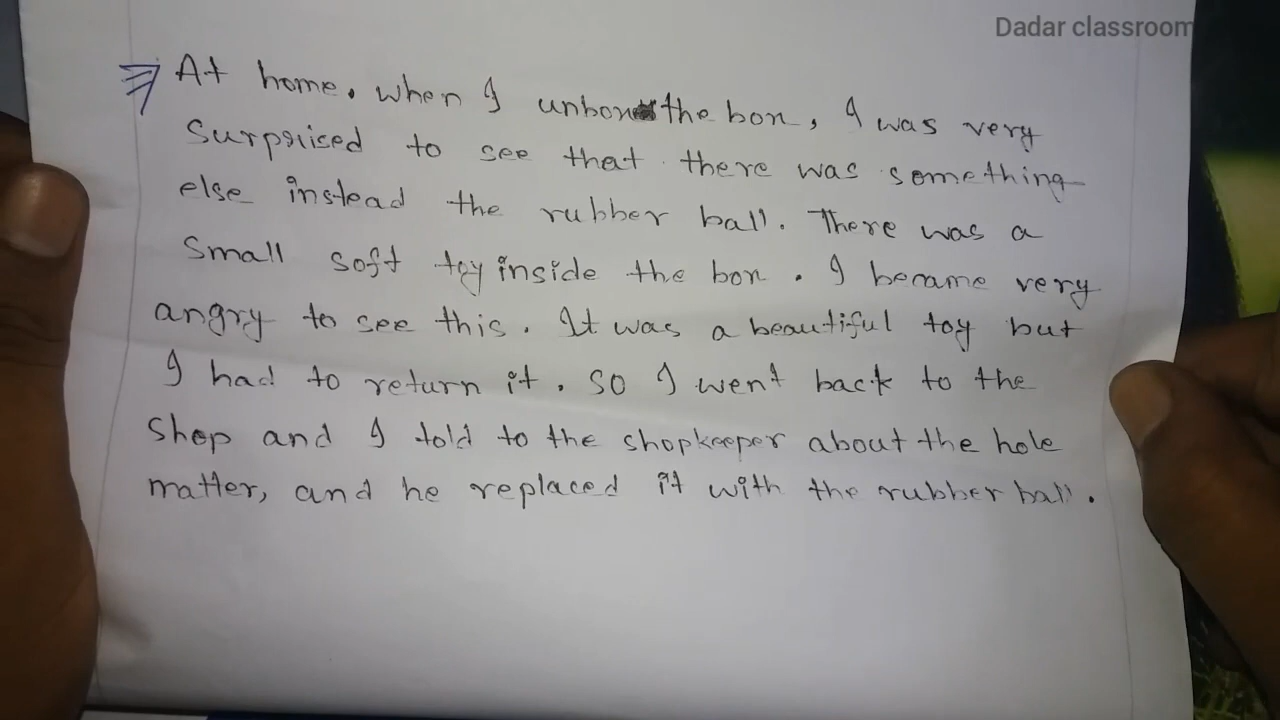 Dadar classroom
⇒ At home. when I unbox the box, I was very
surprised to see that there was something
else instead the rubber ball. There was a
small soft toy inside the box. I became very
angry to see this. It was a beautiful toy but
I had to return it. So I went back to the
shop and I told to the shopkeeper about the hole
matter, and he replaced it with the rubber ball.